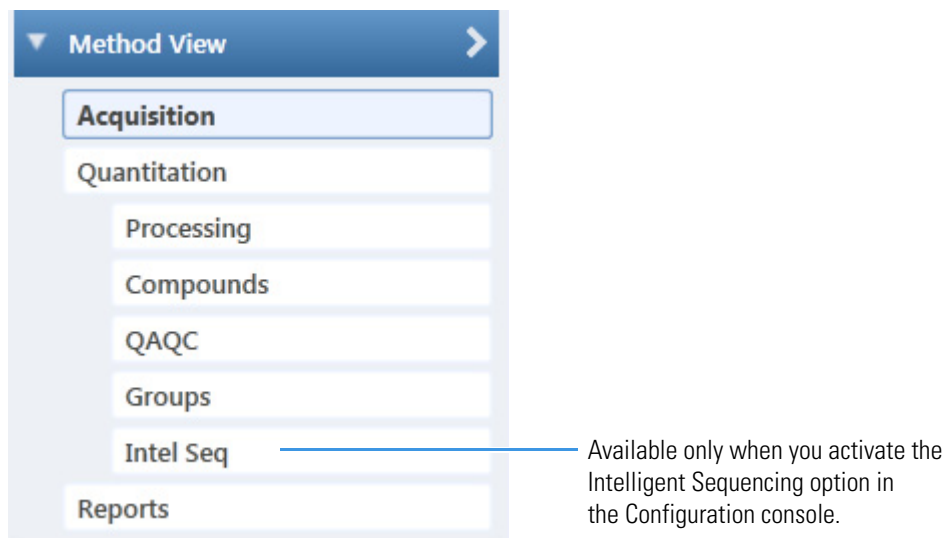 Method View
Acquisition
Quantitation
Processing
Compounds
QAQC
Groups
Intel Seq
Available only when you activate the
Intelligent Sequencing option in
the Configuration console.
Reports